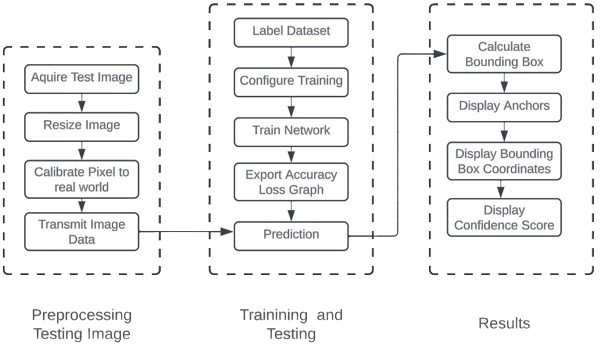 Aquire Test Image
Resize Image
Calibrate Pixel to
real world
Transmit Image
Data
Preprocessing
Testing Image
Label Dataset
Configure Training
Train Network
Export Accuracy
Loss Graph
Prediction
Trainining and
Testing
Calculate
Bounding Box
Display Anchors
Display Bounding
Box Coordinates
Display
Confidence Score
Results